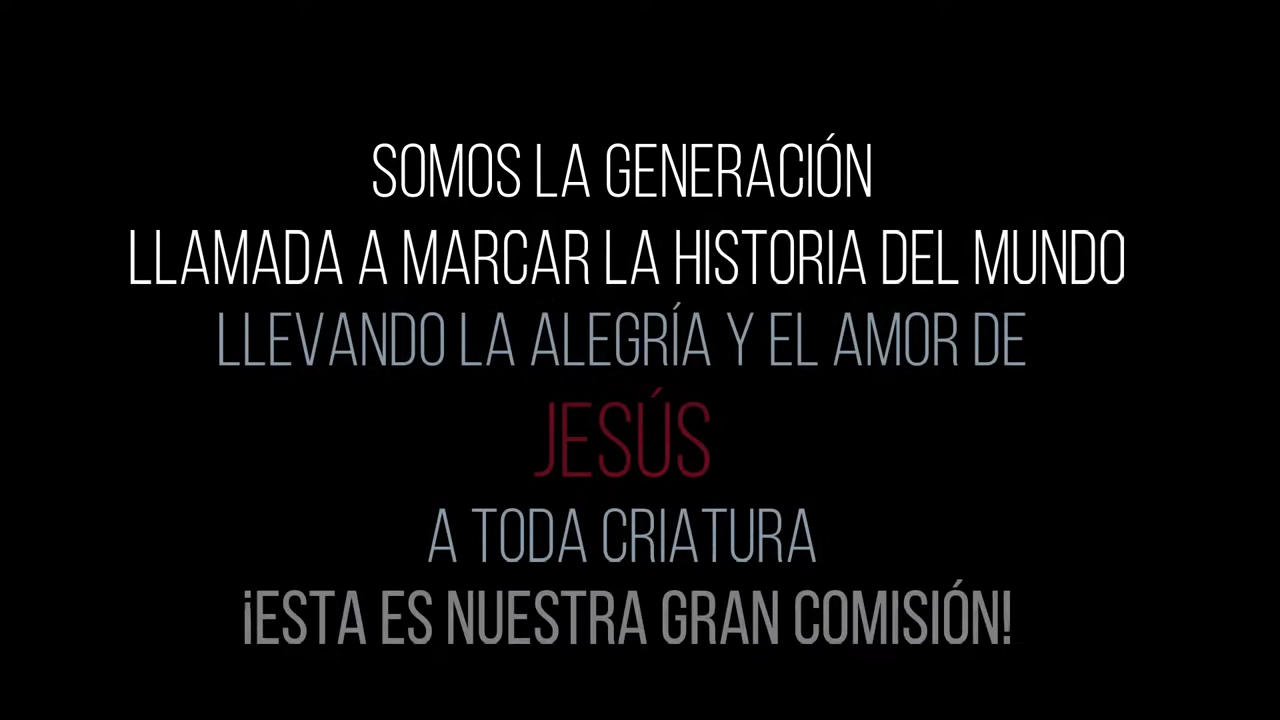 SOMOS LA GENERACIÓN
LLAMADA A MARCAR LA HISTORIA DEL MUNDO
LLEVANDO LA ALEGRÍA Y EL AMOR DE
JESÚS
A TODA CRIATURA
¡ESTA ES NUESTRA GRAN COMISIÓN!